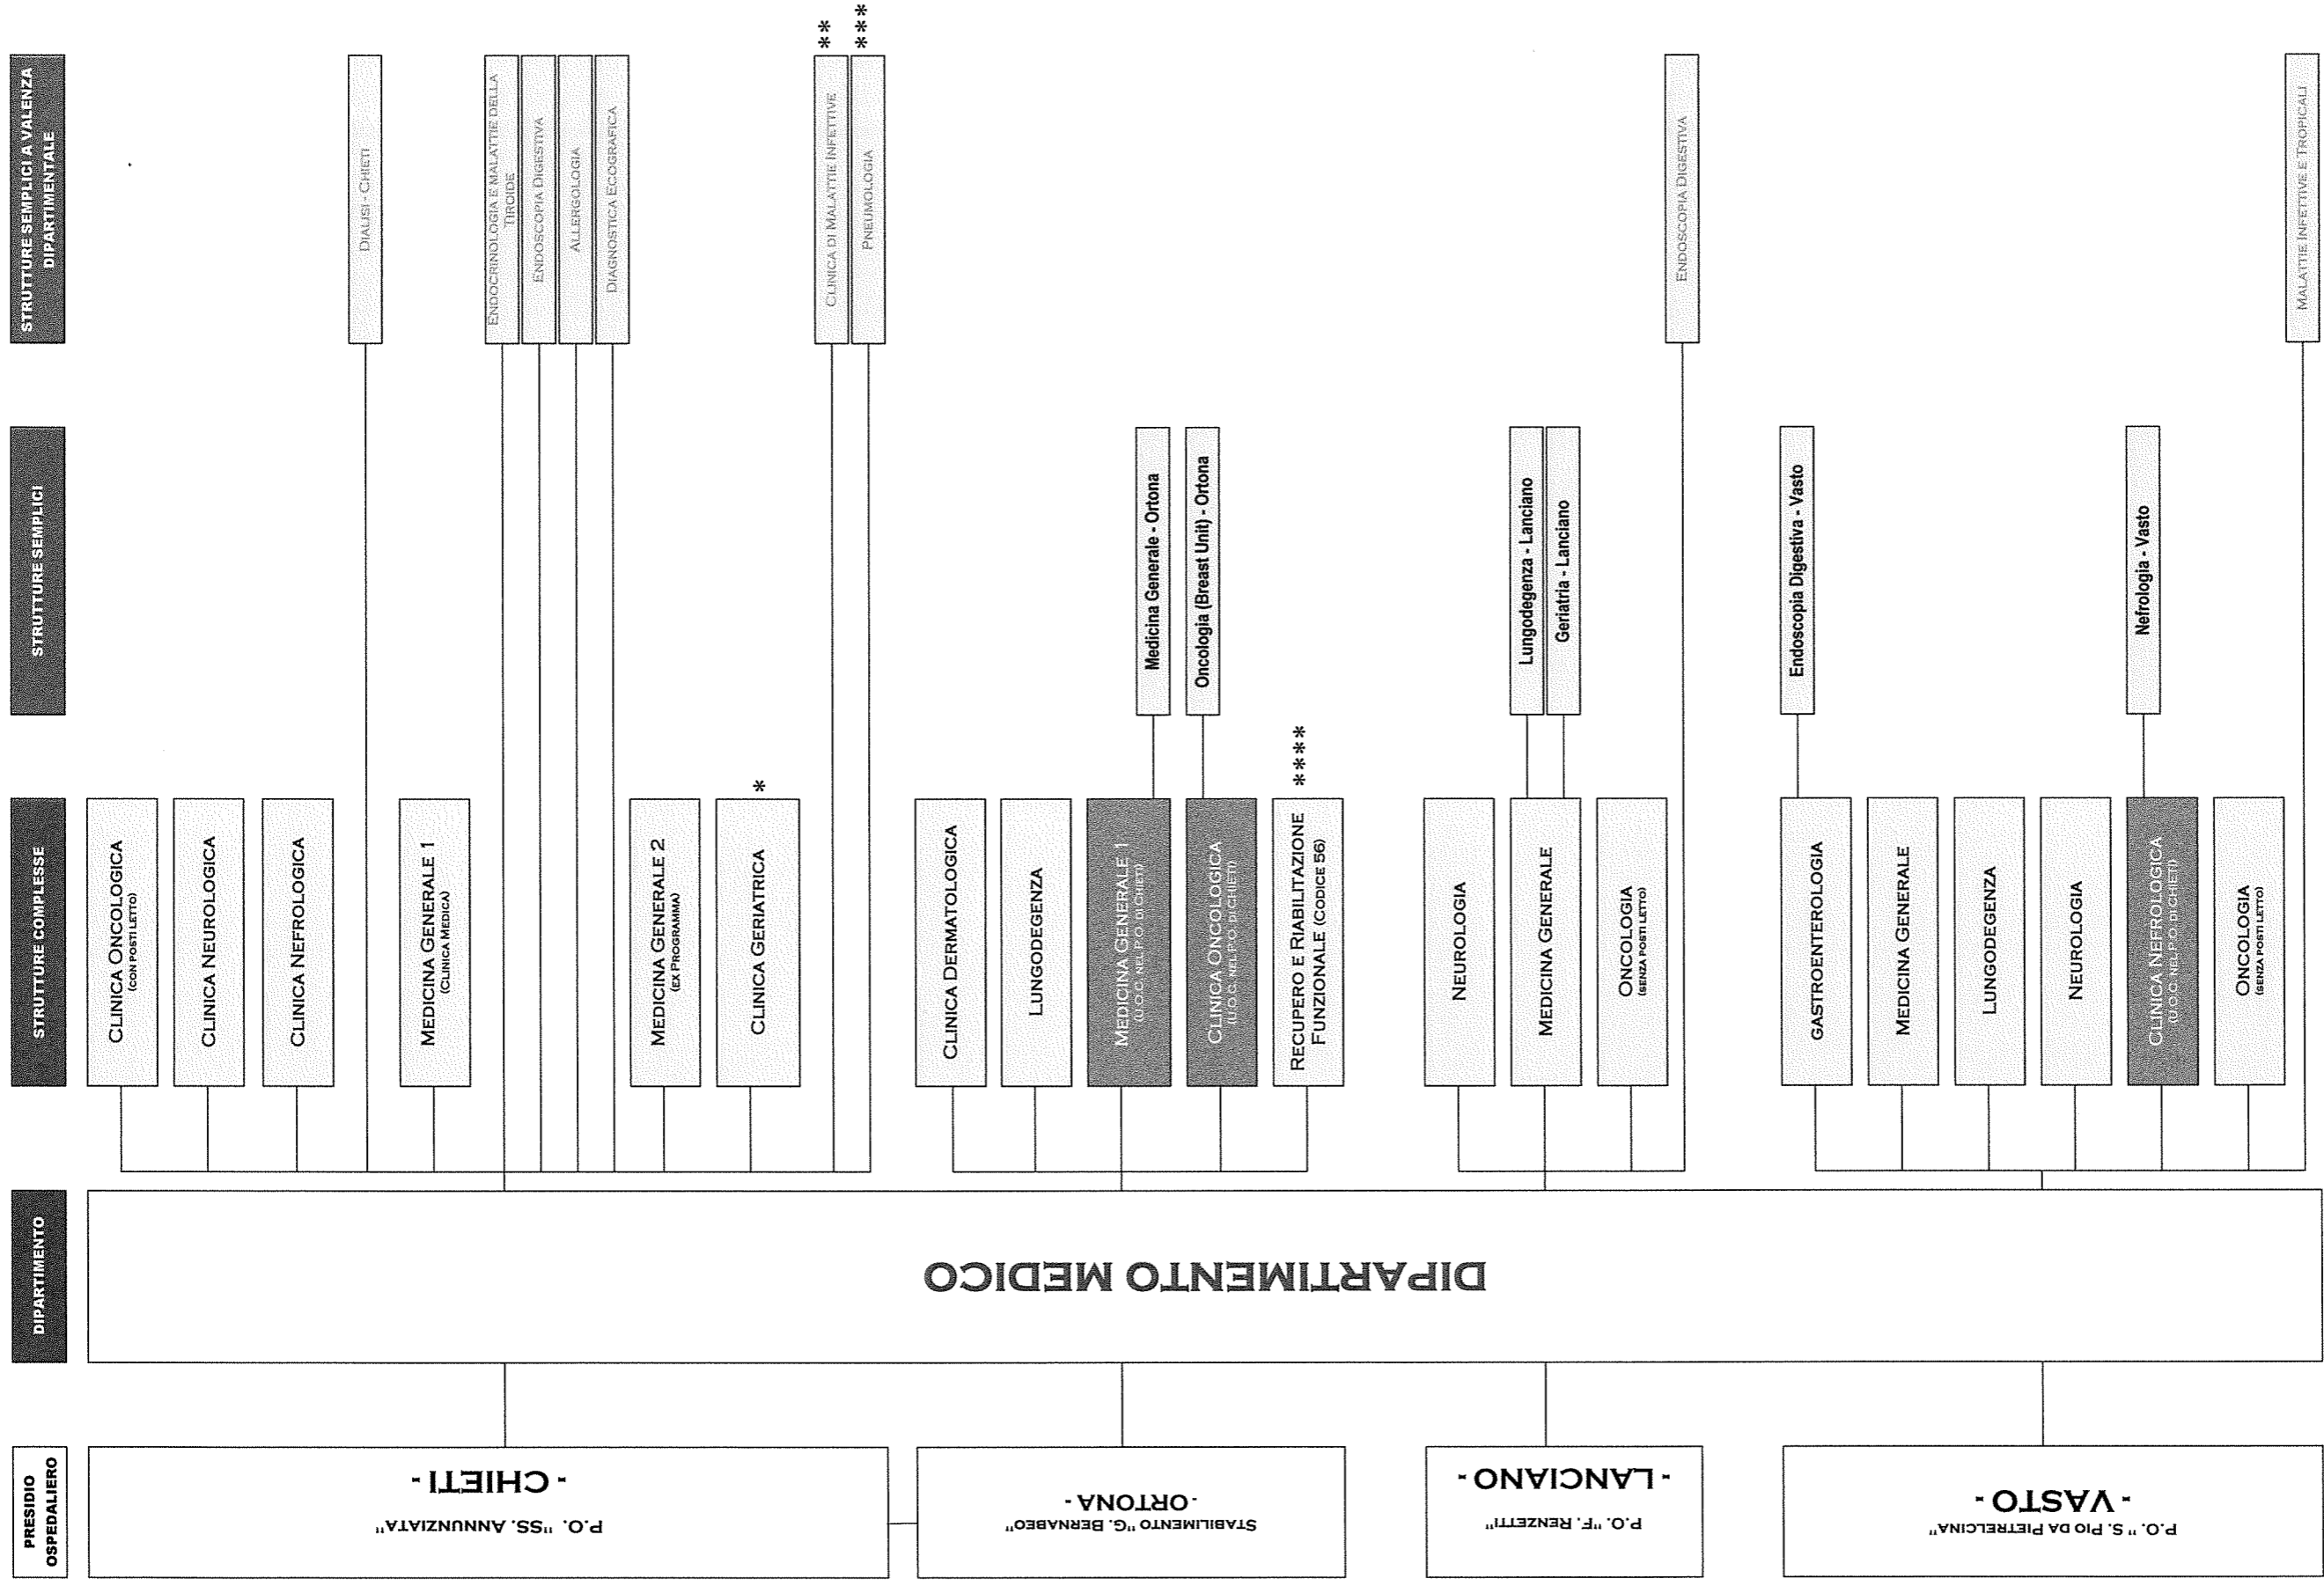 PRESIDIO
OSPEDALIERO
DIPARTIMENTO
STRUTTURE COMPLESSE
STRUTTURE SEMPLICI
STRUTTURE SEMPLICI A VALENZA
DIPARTIMENTALE
P.O. "SS. ANNUNZIATA"
- CHIETI -
STABILIMENTO "G. BERNABEO"
- ORTONA -
P.O. "F. RENZETTI"
- LANCIANO -
P.O. "S. PIO DA PIETRELCINA"
- VASTO -
DIPARTIMENTO MEDICO
CLINICA ONCOLOGICA
(CON POSTI LETTO)
CLINICA NEUROLOGICA
CLINICA NEFROLOGICA
DIALISI - CHIETI
MEDICINA GENERALE 1
(CLINICA MEDICA)
ENDOCRINOLOGIA E MALATTIE DELLA
TIROIDE
ENDOSCOPIA DIGESTIVA
ALLERGOLOGIA
DIAGNOSTICA ECOGRAFICA
MEDICINA GENERALE 2
(EX PROGRAMMA)
CLINICA GERIATRICA *
CLINICA DI MALATTIE INFETTIVE **
PNEUMOLOGIA ***
CLINICA DERMATOLOGICA
LUNGODEGENZA
MEDICINA GENERALE 1
(U.O.C. NEL P.O. DI CHIETI)
Medicina Generale - Ortona
CLINICA ONCOLOGICA
(U.O.C. NEL P.O. DI CHIETI)
Oncologia (Breast Unit) - Ortona
RECUPERO E RIABILITAZIONE
FUNZIONALE (CODICE 56) ****
NEUROLOGIA
MEDICINA GENERALE
Lungodegenza - Lanciano
Geriatria - Lanciano
ONCOLOGIA
(SENZA POSTI LETTO)
ENDOSCOPIA DIGESTIVA
GASTROENTEROLOGIA
Endoscopia Digestiva - Vasto
MEDICINA GENERALE
LUNGODEGENZA
NEUROLOGIA
CLINICA NEFROLOGICA
(U.O.C. NEL P.O. DI CHIETI)
Nefrologia - Vasto
ONCOLOGIA
(SENZA POSTI LETTO)
MALATTIE INFETTIVE E TROPICALI